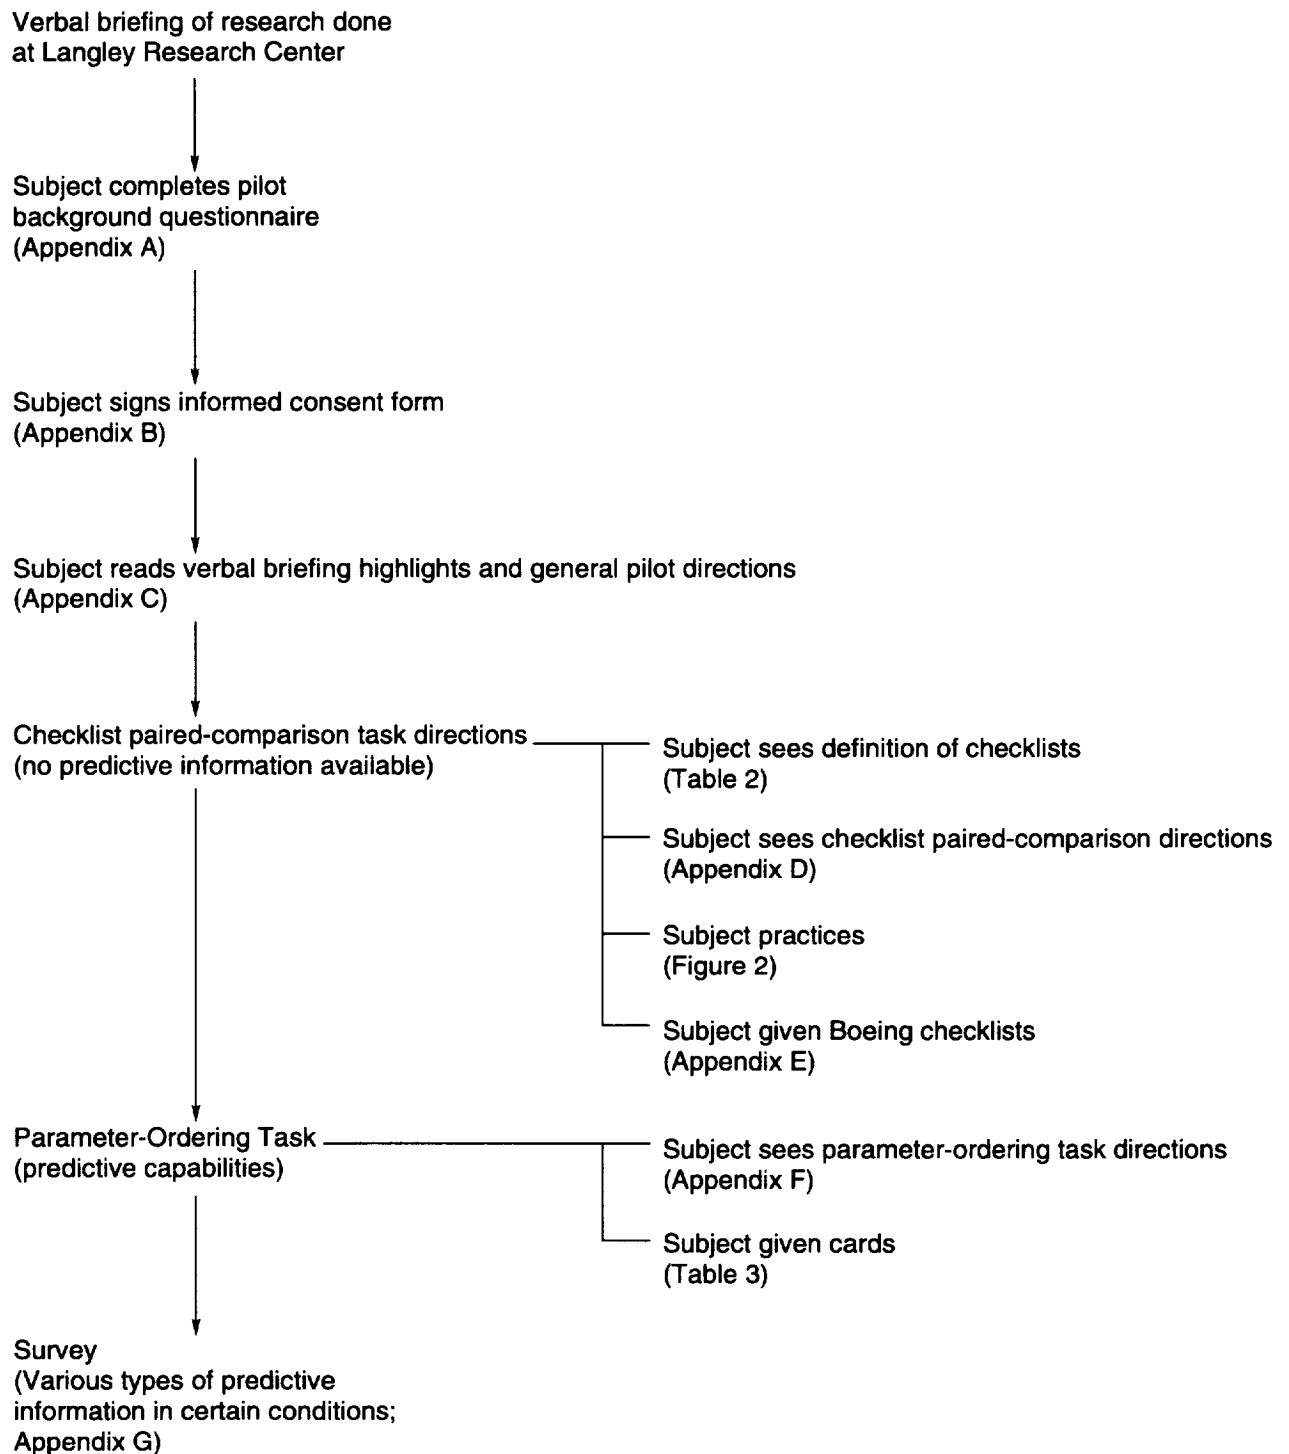 Verbal briefing of research done
at Langley Research Center
Subject completes pilot
background questionnaire
(Appendix A)
Subject signs informed consent form
(Appendix B)
Subject reads verbal briefing highlights and general pilot directions
(Appendix C)
Checklist paired-comparison task directions
(no predictive information available)
Subject sees definition of checklists
(Table 2)
Subject sees checklist paired-comparison directions
(Appendix D)
Subject practices
(Figure 2)
Subject given Boeing checklists
(Appendix E)
Parameter-Ordering Task
(predictive capabilities)
Subject sees parameter-ordering task directions
(Appendix F)
Subject given cards
(Table 3)
Survey
(Various types of predictive
information in certain conditions;
Appendix G)